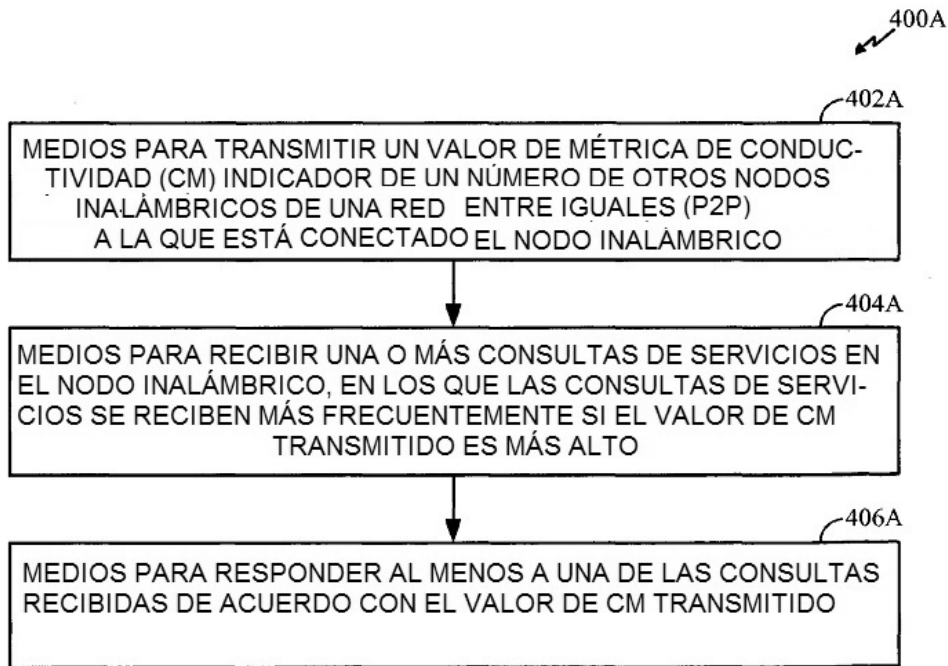 400A
402A
MEDIOS PARA TRANSMITIR UN VALOR DE MÉTRICA DE CONDUC-
TIVIDAD (CM) INDICADOR DE UN NÚMERO DE OTROS NODOS
INALÁMBRICOS DE UNA RED ENTRE IGUALES (P2P)
A LA QUE ESTÁ CONECTADO EL NODO INALÁMBRICO
404A
MEDIOS PARA RECIBIR UNA O MÁS CONSULTAS DE SERVICIOS EN
EL NODO INALÁMBRICO, EN LOS QUE LAS CONSULTAS DE SERVI-
CIOS SE RECIBEN MÁS FRECUENTEMENTE SI EL VALOR DE CM
TRANSMITIDO ES MÁS ALTO
406A
MEDIOS PARA RESPONDER AL MENOS A UNA DE LAS CONSULTAS
RECIBIDAS DE ACUERDO CON EL VALOR DE CM TRANSMITIDO